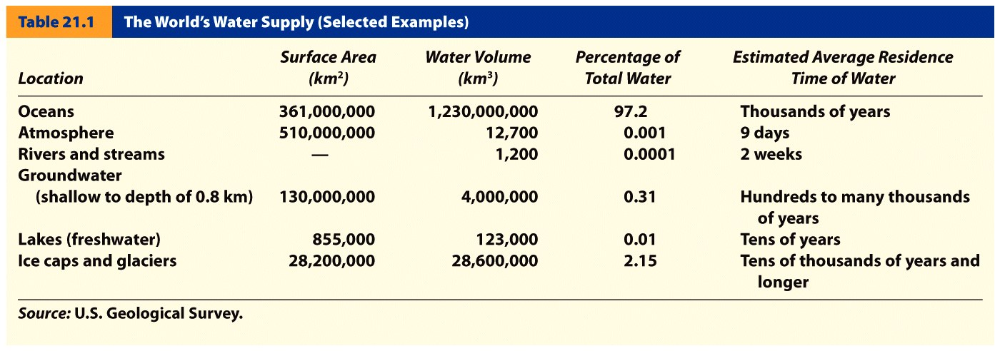 Table 21.1 The World's Water Supply (Selected Examples)
Surface Area Water Volume Percentage of Estimated Average Residence
Location (km²) (km³) Total Water Time of Water
Oceans 361,000,000 1,230,000,000 97.2 Thousands of years
Atmosphere 510,000,000 12,700 0.001 9 days
Rivers and streams — 1,200 0.0001 2 weeks
Groundwater
(shallow to depth of 0.8 km) 130,000,000 4,000,000 0.31 Hundreds to many thousands
of years
Lakes (freshwater) 855,000 123,000 0.01 Tens of years
Ice caps and glaciers 28,200,000 28,600,000 2.15 Tens of thousands of years and
longer
Source: U.S. Geological Survey.